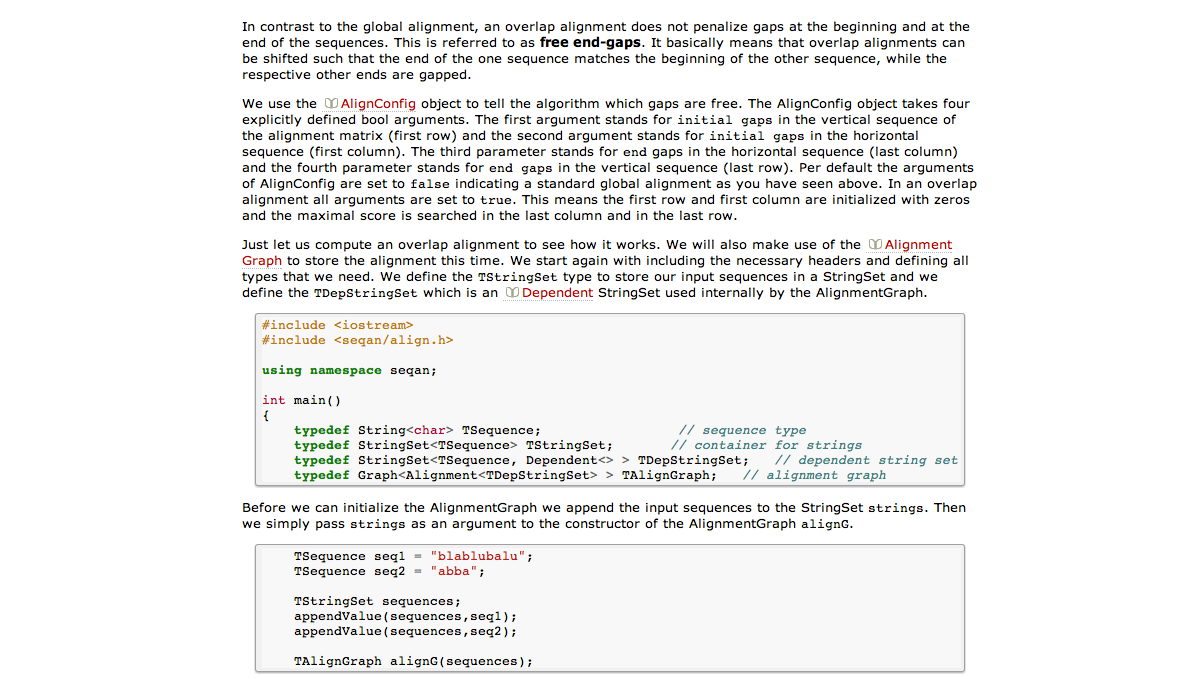 In contrast to the global alignment, an overlap alignment does not penalize gaps at the beginning and at the
end of the sequences. This is referred to as free end-gaps. It basically means that overlap alignments can
be shifted such that the end of the one sequence matches the beginning of the other sequence, while the
respective other ends are gapped.
We use the AlignConfig object to tell the algorithm which gaps are free. The AlignConfig object takes four
explicitly defined bool arguments. The first argument stands for initial gaps in the vertical sequence of
the alignment matrix (first row) and the second argument stands for initial gaps in the horizontal
sequence (first column). The third parameter stands for end gaps in the horizontal sequence (last column)
and the fourth parameter stands for end gaps in the vertical sequence (last row). Per default the arguments
of AlignConfig are set to false indicating a standard global alignment as you have seen above. In an overlap
alignment all arguments are set to true. This means the first row and first column are initialized with zeros
and the maximal score is searched in the last column and in the last row.
Just let us compute an overlap alignment to see how it works. We will also make use of the Alignment
Graph to store the alignment this time. We start again with including the necessary headers and defining all
types that we need. We define the TStringSet type to store our input sequences in a StringSet and we
define the TDepStringSet which is an Dependent StringSet used internally by the AlignmentGraph.
#include <iostream>
#include <seqan/align.h>
using namespace seqan;
int main()
{
typedef String<char> TSequence; // sequence type
typedef StringSet<TSequence> TStringSet; // container for strings
typedef StringSet<TSequence, Dependent<> > TDepStringSet; // dependent string set
typedef Graph<Alignment<TDepStringSet> > TAlignGraph; // alignment graph
Before we can initialize the AlignmentGraph we append the input sequences to the StringSet strings. Then
we simply pass strings as an argument to the constructor of the AlignmentGraph alignG.
TSequence seq1 = "blablubalu";
TSequence seq2 = "abba";
TStringSet sequences;
appendValue(sequences,seq1);
appendValue(sequences,seq2);
TAlignGraph alignG(sequences);